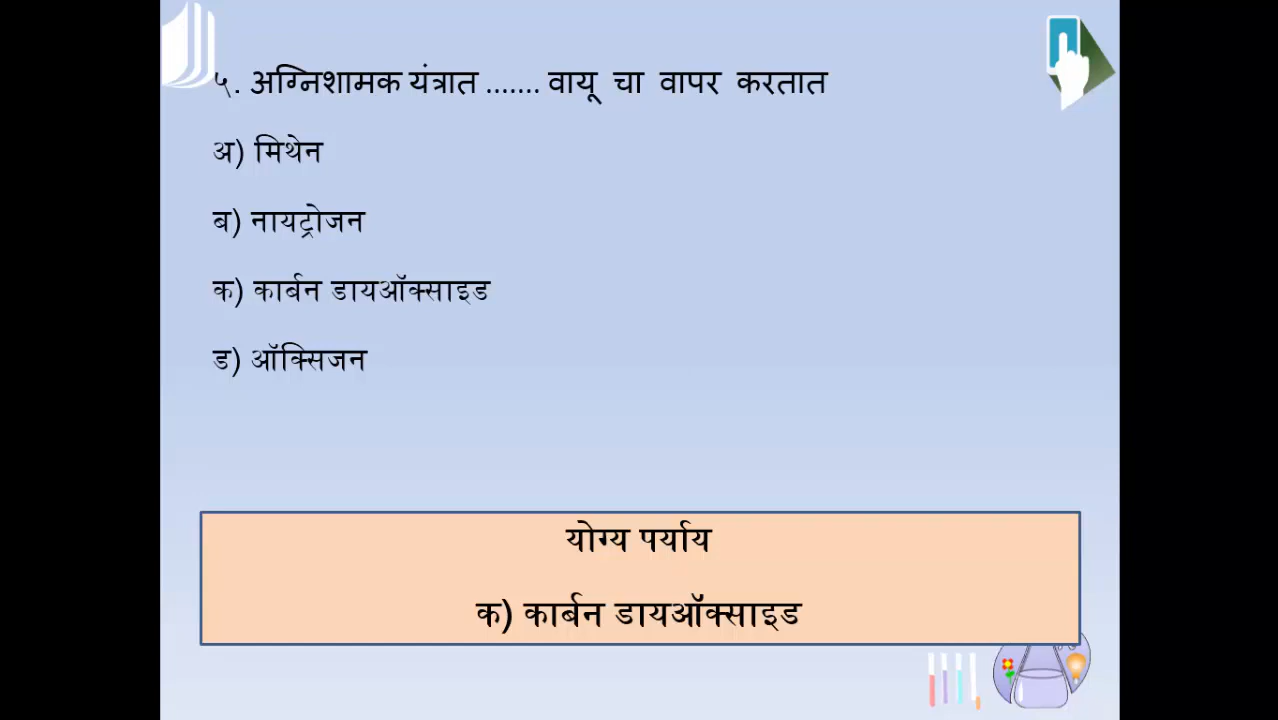 ५. अग्निशामक यंत्रात ....... वायू चा वापर करतात
अ) मिथेन
ब) नायट्रोजन
क) कार्बन डायऑक्साइड
ड) ऑक्सिजन
योग्य पर्याय
क) कार्बन डायऑक्साइड